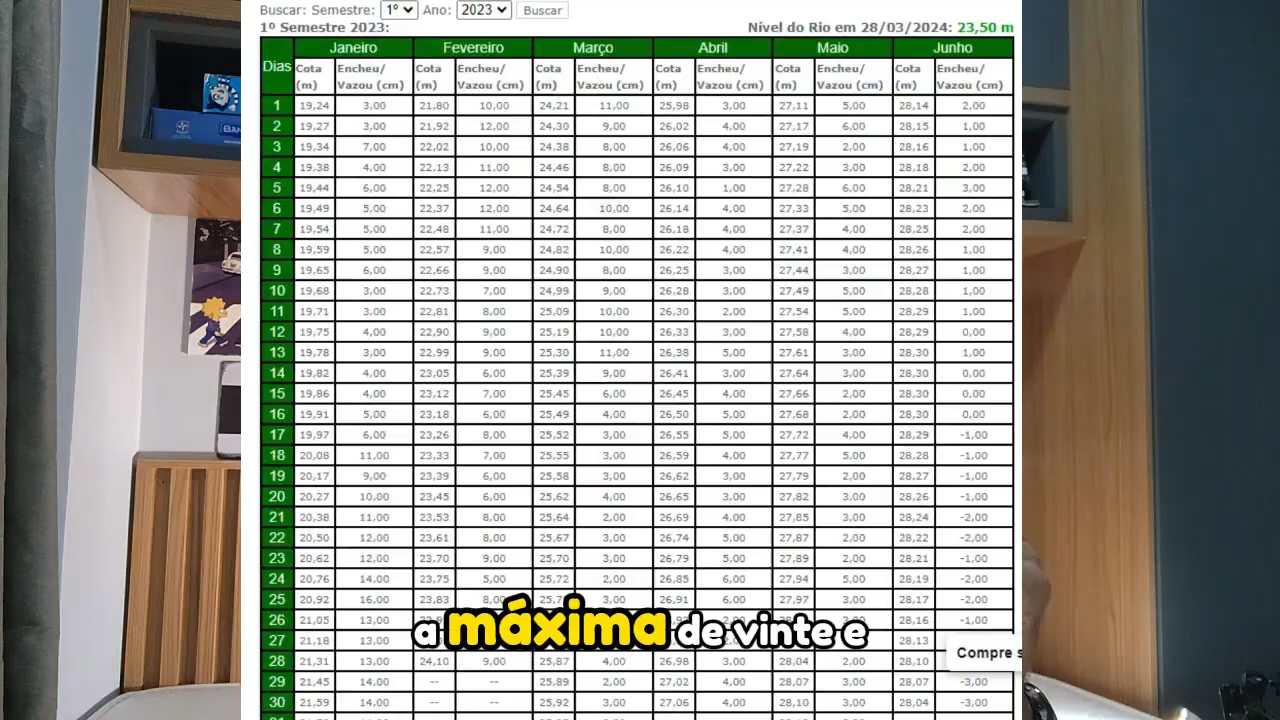 Buscar: Semestre: 1º Ano: 2023 Buscar
1º Semestre 2023: Nível do Rio em 28/03/2024: 23,50 m
Dias Janeiro Fevereiro Março Abril Maio Junho
Cota (m) Encheu/ Vazou (cm) Cota (m) Encheu/ Vazou (cm) Cota (m) Encheu/ Vazou (cm) Cota (m) Encheu/ Vazou (cm) Cota (m) Encheu/ Vazou (cm) Cota (m) Encheu/ Vazou (cm)
1 19,24 3,00 21,80 10,00 24,21 11,00 25,98 3,00 27,11 5,00 28,14 2,00
2 19,27 3,00 21,92 12,00 24,30 9,00 26,02 4,00 27,17 6,00 28,15 1,00
3 19,34 7,00 22,02 10,00 24,38 8,00 26,06 4,00 27,19 2,00 28,16 1,00
4 19,38 4,00 22,13 11,00 24,46 8,00 26,09 3,00 27,22 3,00 28,18 2,00
5 19,44 6,00 22,25 12,00 24,54 8,00 26,10 1,00 27,28 6,00 28,21 3,00
6 19,49 5,00 22,37 12,00 24,64 10,00 26,14 4,00 27,33 5,00 28,23 2,00
7 19,54 5,00 22,48 11,00 24,72 8,00 26,18 4,00 27,37 4,00 28,25 2,00
8 19,59 5,00 22,57 9,00 24,82 10,00 26,22 4,00 27,41 4,00 28,26 1,00
9 19,65 6,00 22,66 9,00 24,90 8,00 26,25 3,00 27,44 3,00 28,27 1,00
10 19,68 3,00 22,73 7,00 24,99 9,00 26,28 3,00 27,49 5,00 28,28 1,00
11 19,71 3,00 22,81 8,00 25,09 10,00 26,30 2,00 27,54 5,00 28,29 1,00
12 19,75 4,00 22,90 9,00 25,19 10,00 26,33 3,00 27,58 4,00 28,29 0,00
13 19,78 3,00 22,99 9,00 25,30 11,00 26,38 5,00 27,61 3,00 28,30 1,00
14 19,82 4,00 23,05 6,00 25,39 9,00 26,41 3,00 27,64 3,00 28,30 0,00
15 19,86 4,00 23,12 7,00 25,45 6,00 26,45 4,00 27,66 2,00 28,30 0,00
16 19,91 5,00 23,18 6,00 25,49 4,00 26,50 5,00 27,68 2,00 28,30 0,00
17 19,97 6,00 23,26 8,00 25,52 3,00 26,55 5,00 27,72 4,00 28,29 -1,00
18 20,08 11,00 23,33 7,00 25,55 3,00 26,59 4,00 27,77 5,00 28,28 -1,00
19 20,17 9,00 23,39 6,00 25,58 3,00 26,62 3,00 27,79 2,00 28,27 -1,00
20 20,27 10,00 23,45 6,00 25,62 4,00 26,65 3,00 27,82 3,00 28,26 -1,00
21 20,38 11,00 23,53 8,00 25,64 2,00 26,69 4,00 27,85 3,00 28,24 -2,00
22 20,50 12,00 23,61 8,00 25,67 3,00 26,74 5,00 27,87 2,00 28,22 -2,00
23 20,62 12,00 23,70 9,00 25,70 3,00 26,79 5,00 27,89 2,00 28,21 -1,00
24 20,76 14,00 23,75 5,00 25,72 2,00 26,85 6,00 27,94 5,00 28,19 -2,00
25 20,92 16,00 23,83 3,00 26,91 6,00 27,97 3,00 28,17 -2,00
26 21,05 13,00 28,16 -1,00
27 21,18 13,00 28,13
28 21,31 13,00 24,10 9,00 25,87 4,00 26,98 3,00 28,04 2,00 28,10
29 21,45 14,00 -- -- 25,89 2,00 27,02 4,00 28,07 3,00 28,07 -3,00
30 21,59 14,00 -- -- 25,92 3,00 27,06 4,00 28,10 3,00 28,04 -3,00
a máxima de vinte e
Compre